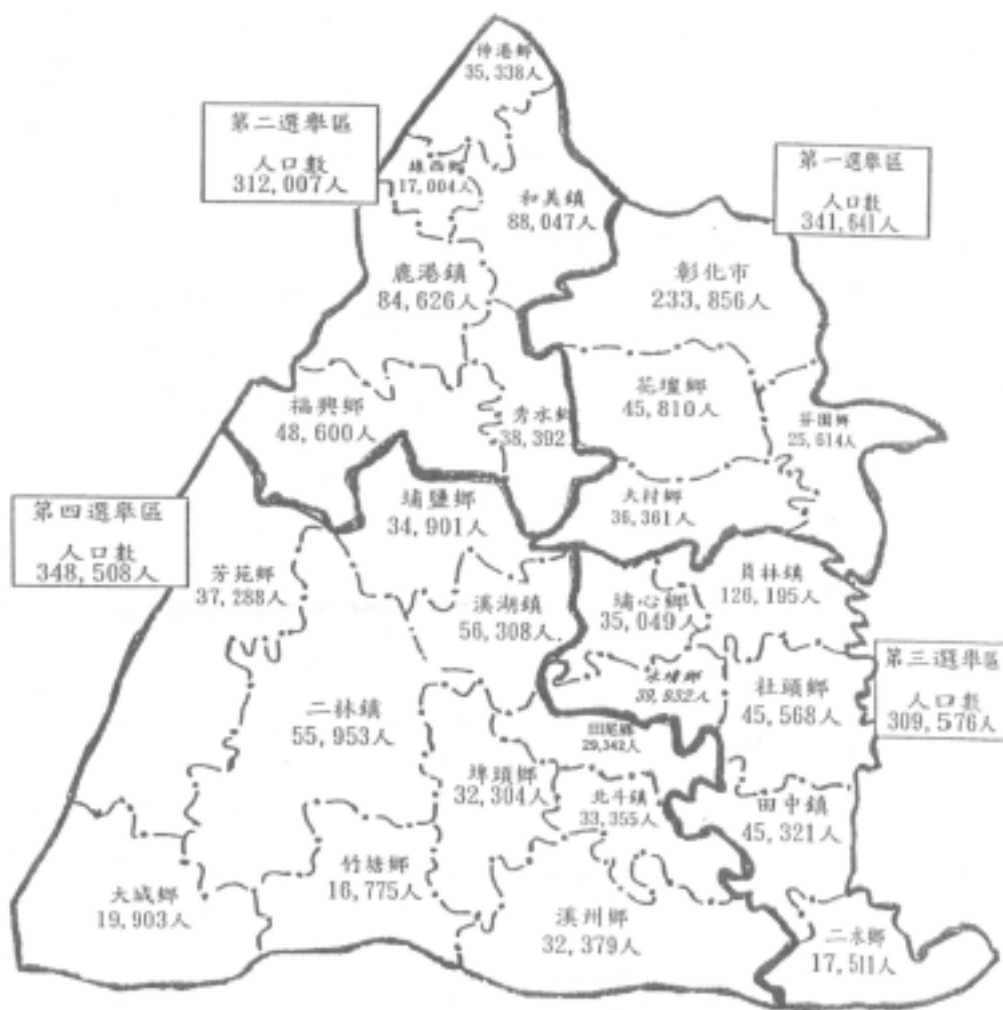 伸港鄉
35,338人
第二選舉區
人口數
312,007人
線西鄉
17,004人
和美鎮
88,047人
第一選舉區
人口數
341,641人
鹿港鎮
84,626人
彰化市
233,856人
福興鄉
48,600人
秀水鄉
38,392
花壇鄉
45,810人
芬園鄉
25,614人
大村鄉
36,361人
第四選舉區
人口數
348,508人
埔鹽鄉
34,901人
芳苑鄉
37,288人
溪湖鎮
56,308人
埔心鄉
35,049人
員林鎮
126,195人
永靖鄉
39,932人
社頭鄉
45,568人
第三選舉區
人口數
309,576人
二林鎮
55,953人
田尾鄉
29,342人
埤頭鄉
32,304人
北斗鎮
33,355人
田中鎮
45,321人
大城鄉
19,903人
竹塘鄉
16,775人
溪州鄉
32,379人
二水鄉
17,511人